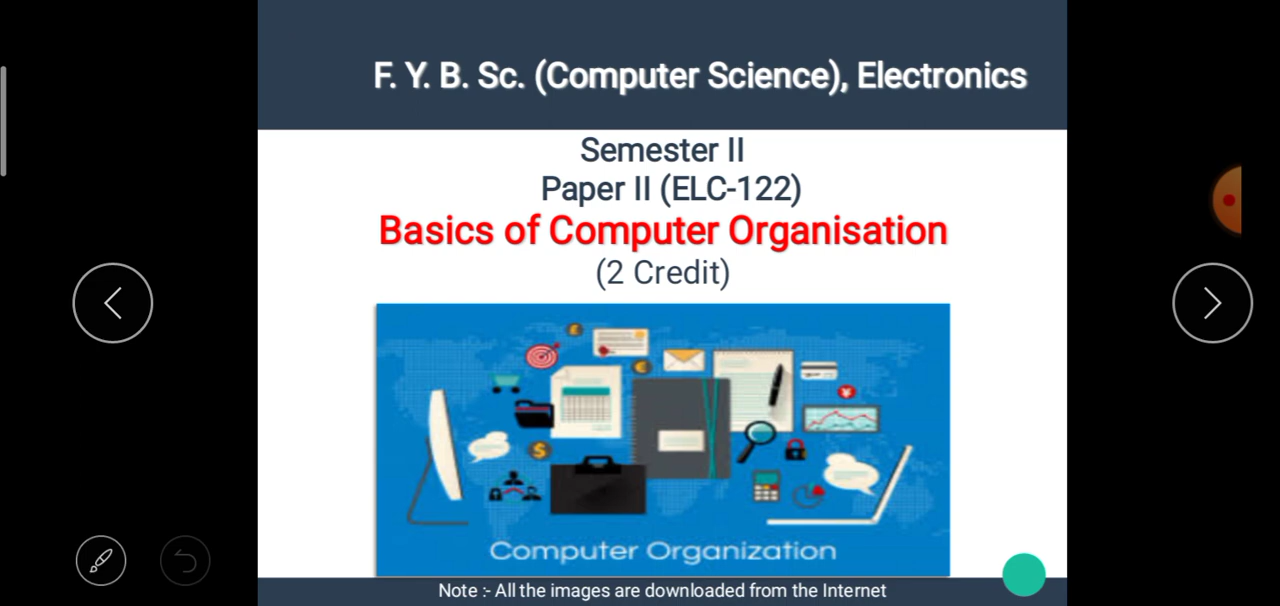 F. Y. B. Sc. (Computer Science), Electronics
Semester II
Paper II (ELC-122)
Basics of Computer Organisation
(2 Credit)
Computer Organization
Note :- All the images are downloaded from the Internet